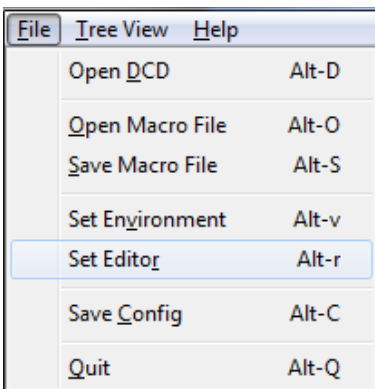 File Tree View Help
Open DCD Alt-D
Open Macro File Alt-O
Save Macro File Alt-S
Set Environment Alt-v
Set Editor Alt-r
Save Config Alt-C
Quit Alt-Q